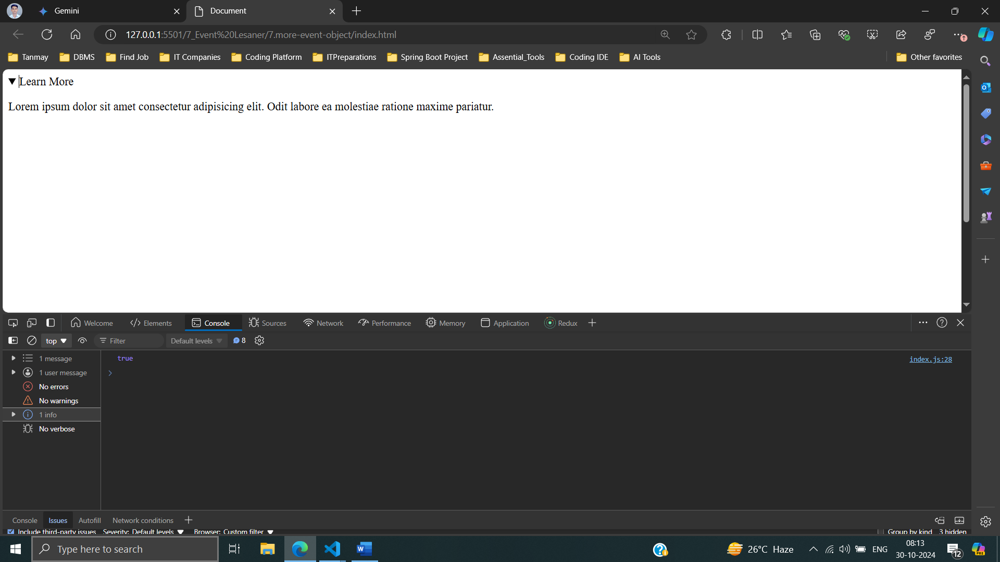 Gemini
Document
127.0.0.1:5501/7_Event%20Lesaner/7.more-event-object/index.html
Tanmay
DBMS
Find Job
IT Companies
Coding Platform
ITPreparations
Spring Boot Project
Assential_Tools
Coding IDE
AI Tools
Other favorites
Learn More
Lorem ipsum dolor sit amet consectetur adipisicing elit. Odit labore ea molestiae ratione maxime pariatur.
Welcome
Elements
Console
Sources
Network
Performance
Memory
Application
Redux
top
Filter
Default levels
8
1 message
1 user message
No errors
No warnings
1 info
No verbose
true
index.js:28
Console
Issues
Autofill
Network conditions
Include third-party issues
Severity: Default levels
Browser: Custom filter
Group by kind
3 hidden
Type here to search
26°C Haze
ENG
08:13
30-10-2024
12
PRE